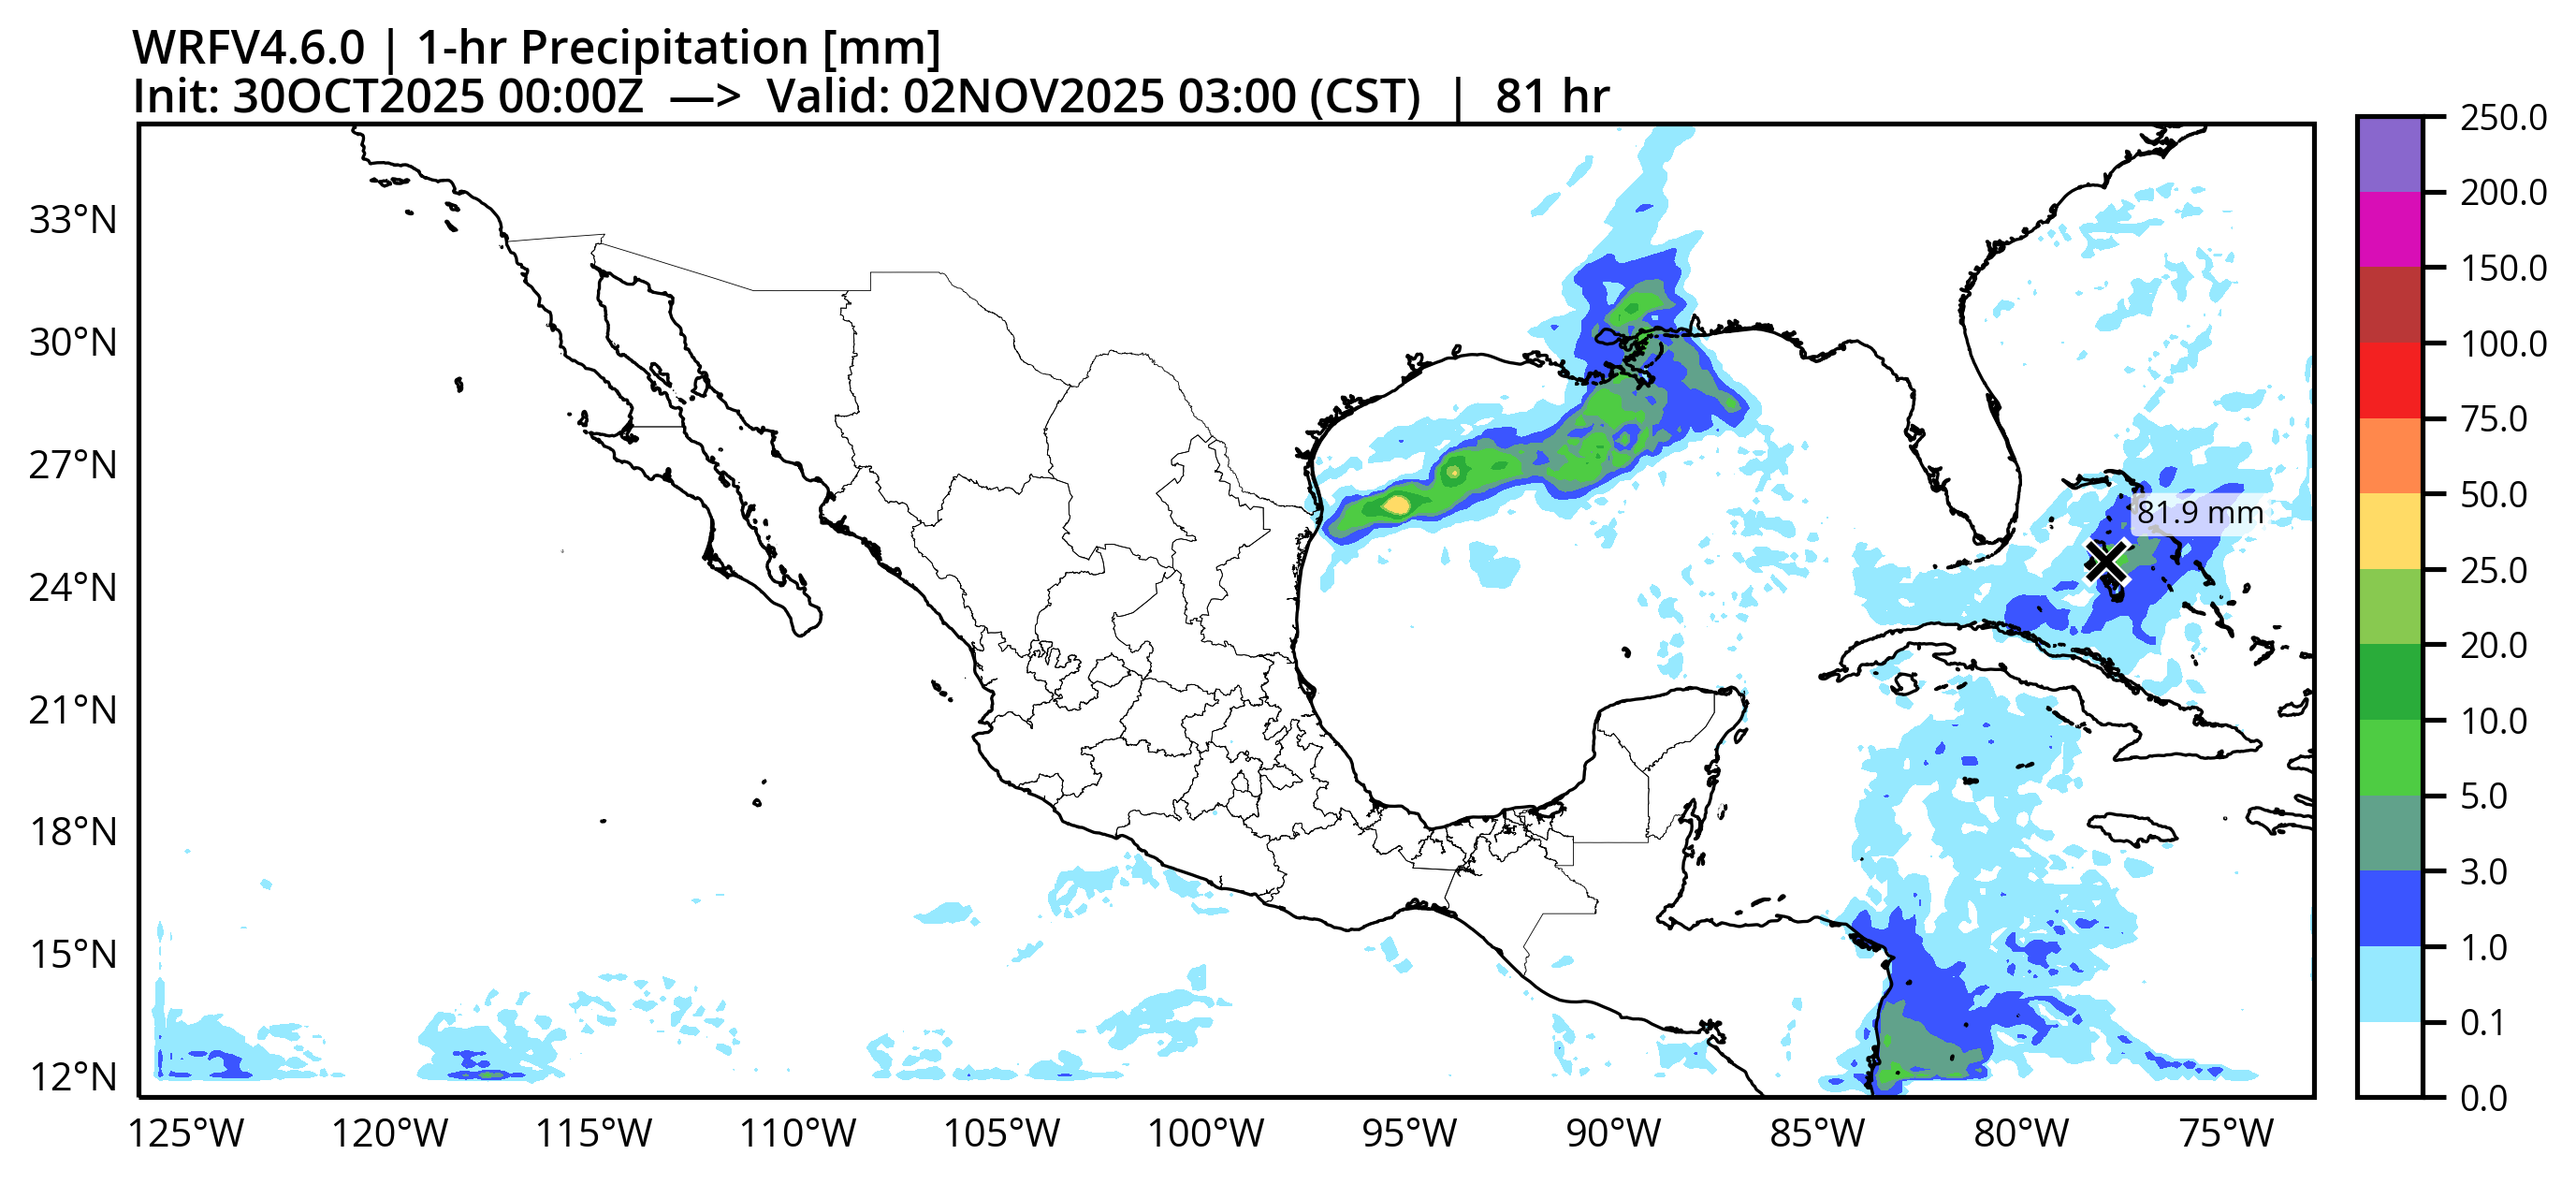 WRFV4.6.0 | 1-hr Precipitation [mm]
Init: 30OCT2025 00:00Z —> Valid: 02NOV2025 03:00 (CST) | 81 hr
33°N
30°N
27°N
24°N
21°N
18°N
15°N
12°N
81.9 mm
125°W 120°W 115°W 110°W 105°W 100°W 95°W 90°W 85°W 80°W 75°W
250.0
200.0
150.0
100.0
75.0
50.0
25.0
20.0
10.0
5.0
3.0
1.0
0.1
0.0